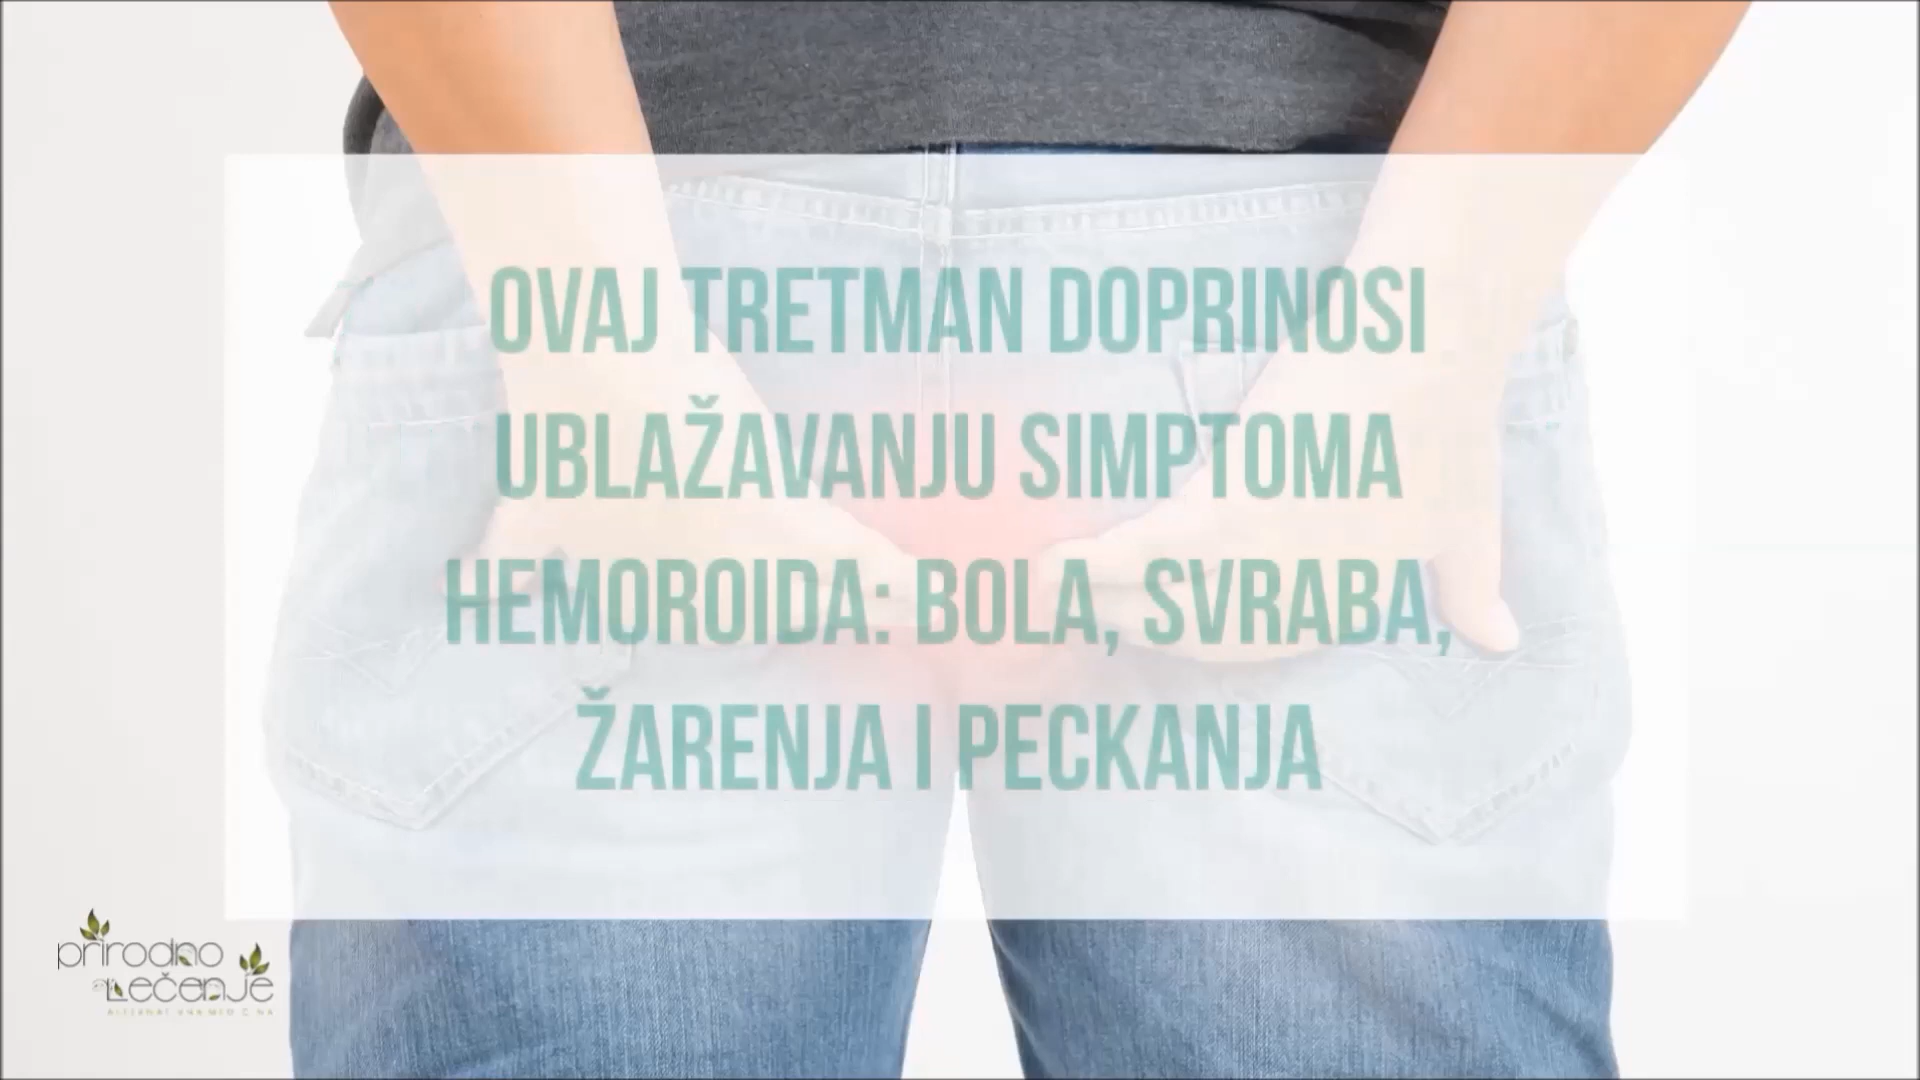 OVAJ TRETMAN DOPRINOSI
UBLAŽAVANJU SIMPTOMA
HEMOROIDA: BOLA, SVRABA,
ŽARENJA I PECKANJA
prirodno
Lečenje